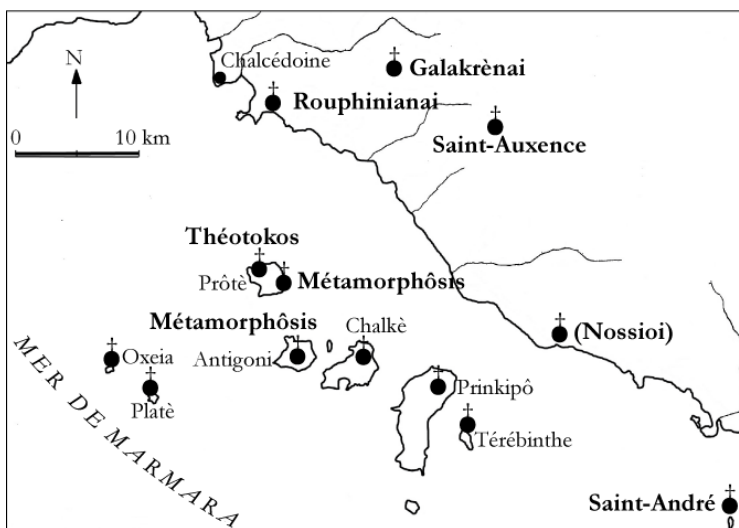 Chalcédoine
Galakrènai
N
Rouphinianai
0 10 km
Saint-Auxence
Théotokos
Prôtè
Métamorphôsis
Métamorphôsis
Chalkè
(Nossioi)
Oxeia
Antigoni
Prinkipô
Platè
Térébinthe
MER DE MARMARA
Saint-André